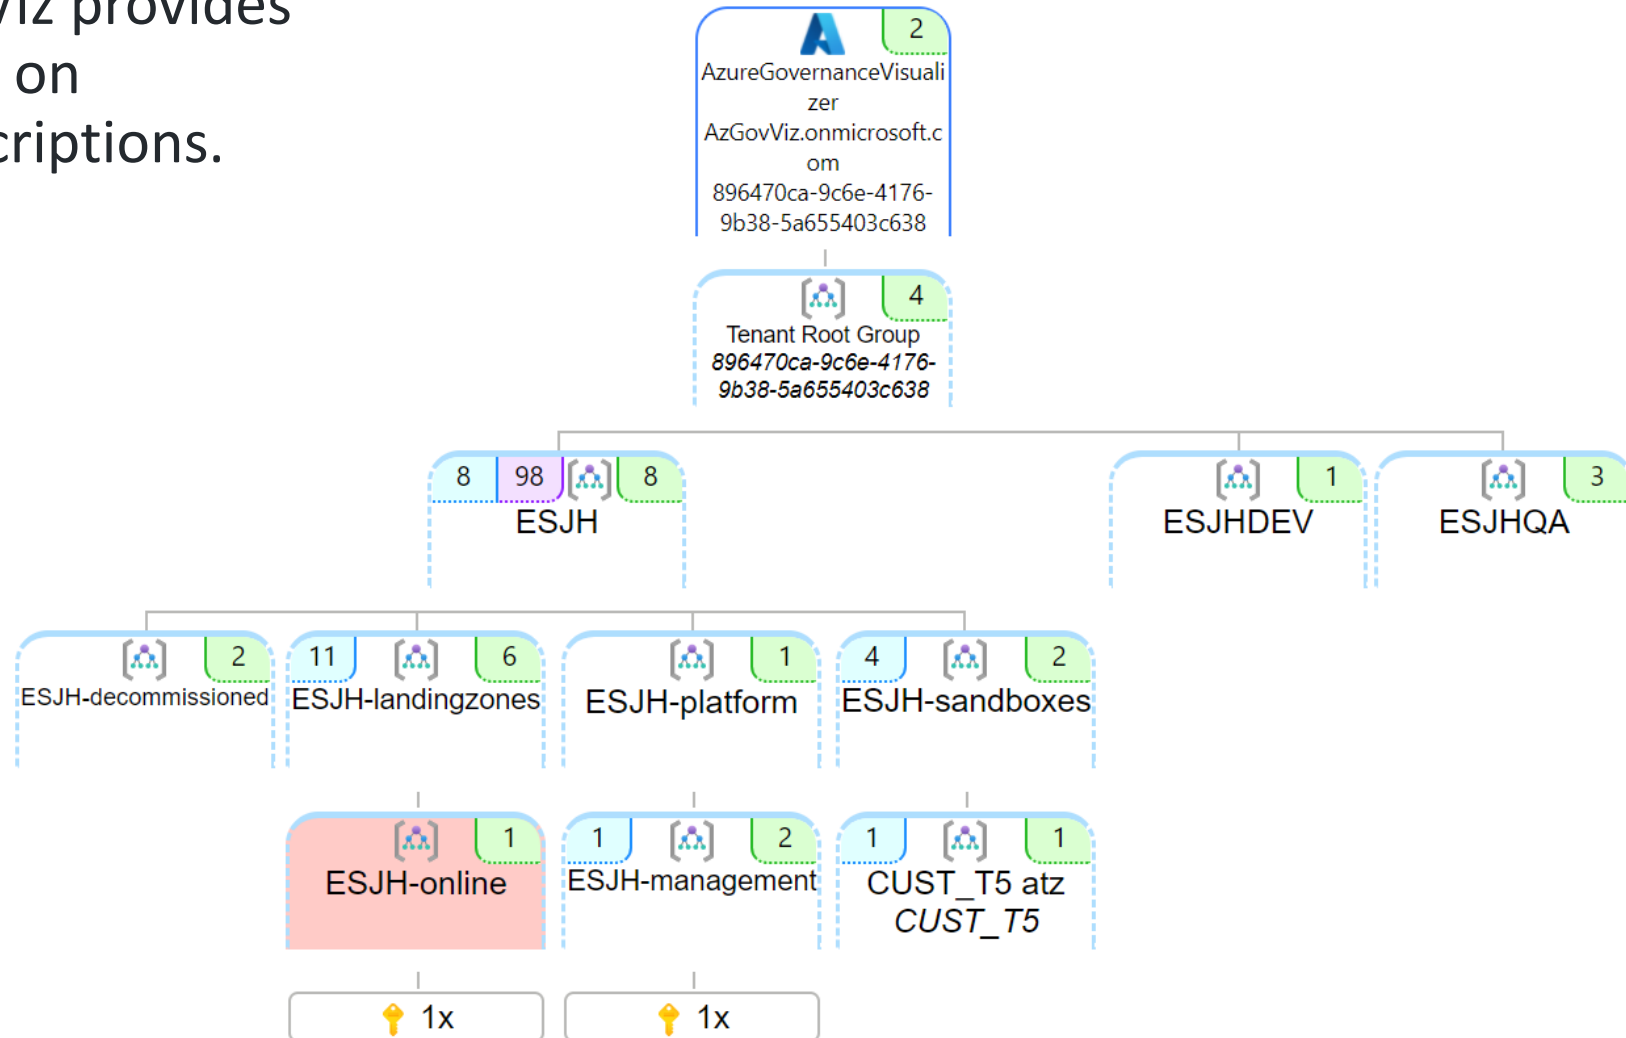 Viz provides
on
criptions.
2
AzureGovernanceVisuali
zer
AzGovViz.onmicrosoft.c
om
896470ca-9c6e-4176-
9b38-5a655403c638
4
Tenant Root Group
896470ca-9c6e-4176-
9b38-5a655403c638
8 98 8
ESJH
1
ESJHDEV
3
ESJHQA
2
ESJH-decommissioned
11 6
ESJH-landingzones
1
ESJH-platform
4 2
ESJH-sandboxes
1
ESJH-online
1 2
ESJH-management
1 1
CUST_T5 atz
CUST_T5
1x
1x